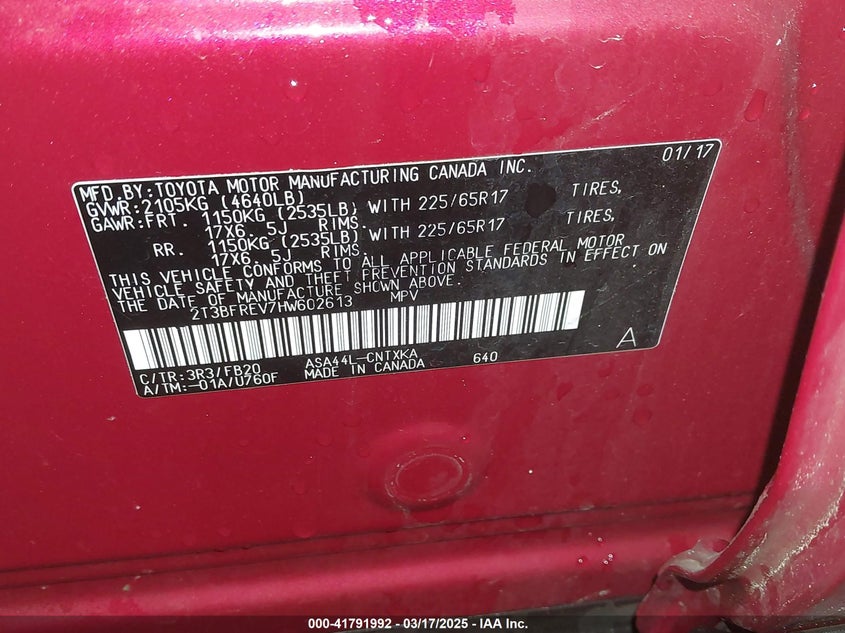 01/17
MFD.BY:TOYOTA MOTOR MANUFACTURING CANADA INC.
GVWR:2105KG (4640LB)
GAWR:FRT. 1150KG (2535LB) WITH 225/65R17 TIRES,
17X6. 5J RIMS.
RR. 1150KG (2535LB) WITH 225/65R17 TIRES,
17X6. 5J RIMS.
THIS VEHICLE CONFORMS TO ALL APPLICABLE FEDERAL MOTOR
VEHICLE SAFETY AND THEFT PREVENTION STANDARDS IN EFFECT ON
THE DATE OF MANUFACTURE SHOWN ABOVE.
2T3BFREV7HW602613 MPV
A
C/TR:3R3/FB20 ASA44L-CNTXKA 640
A/TM:-01A/U760F MADE IN CANADA
000-41791992 | 03/17/2025 - IAA Inc.